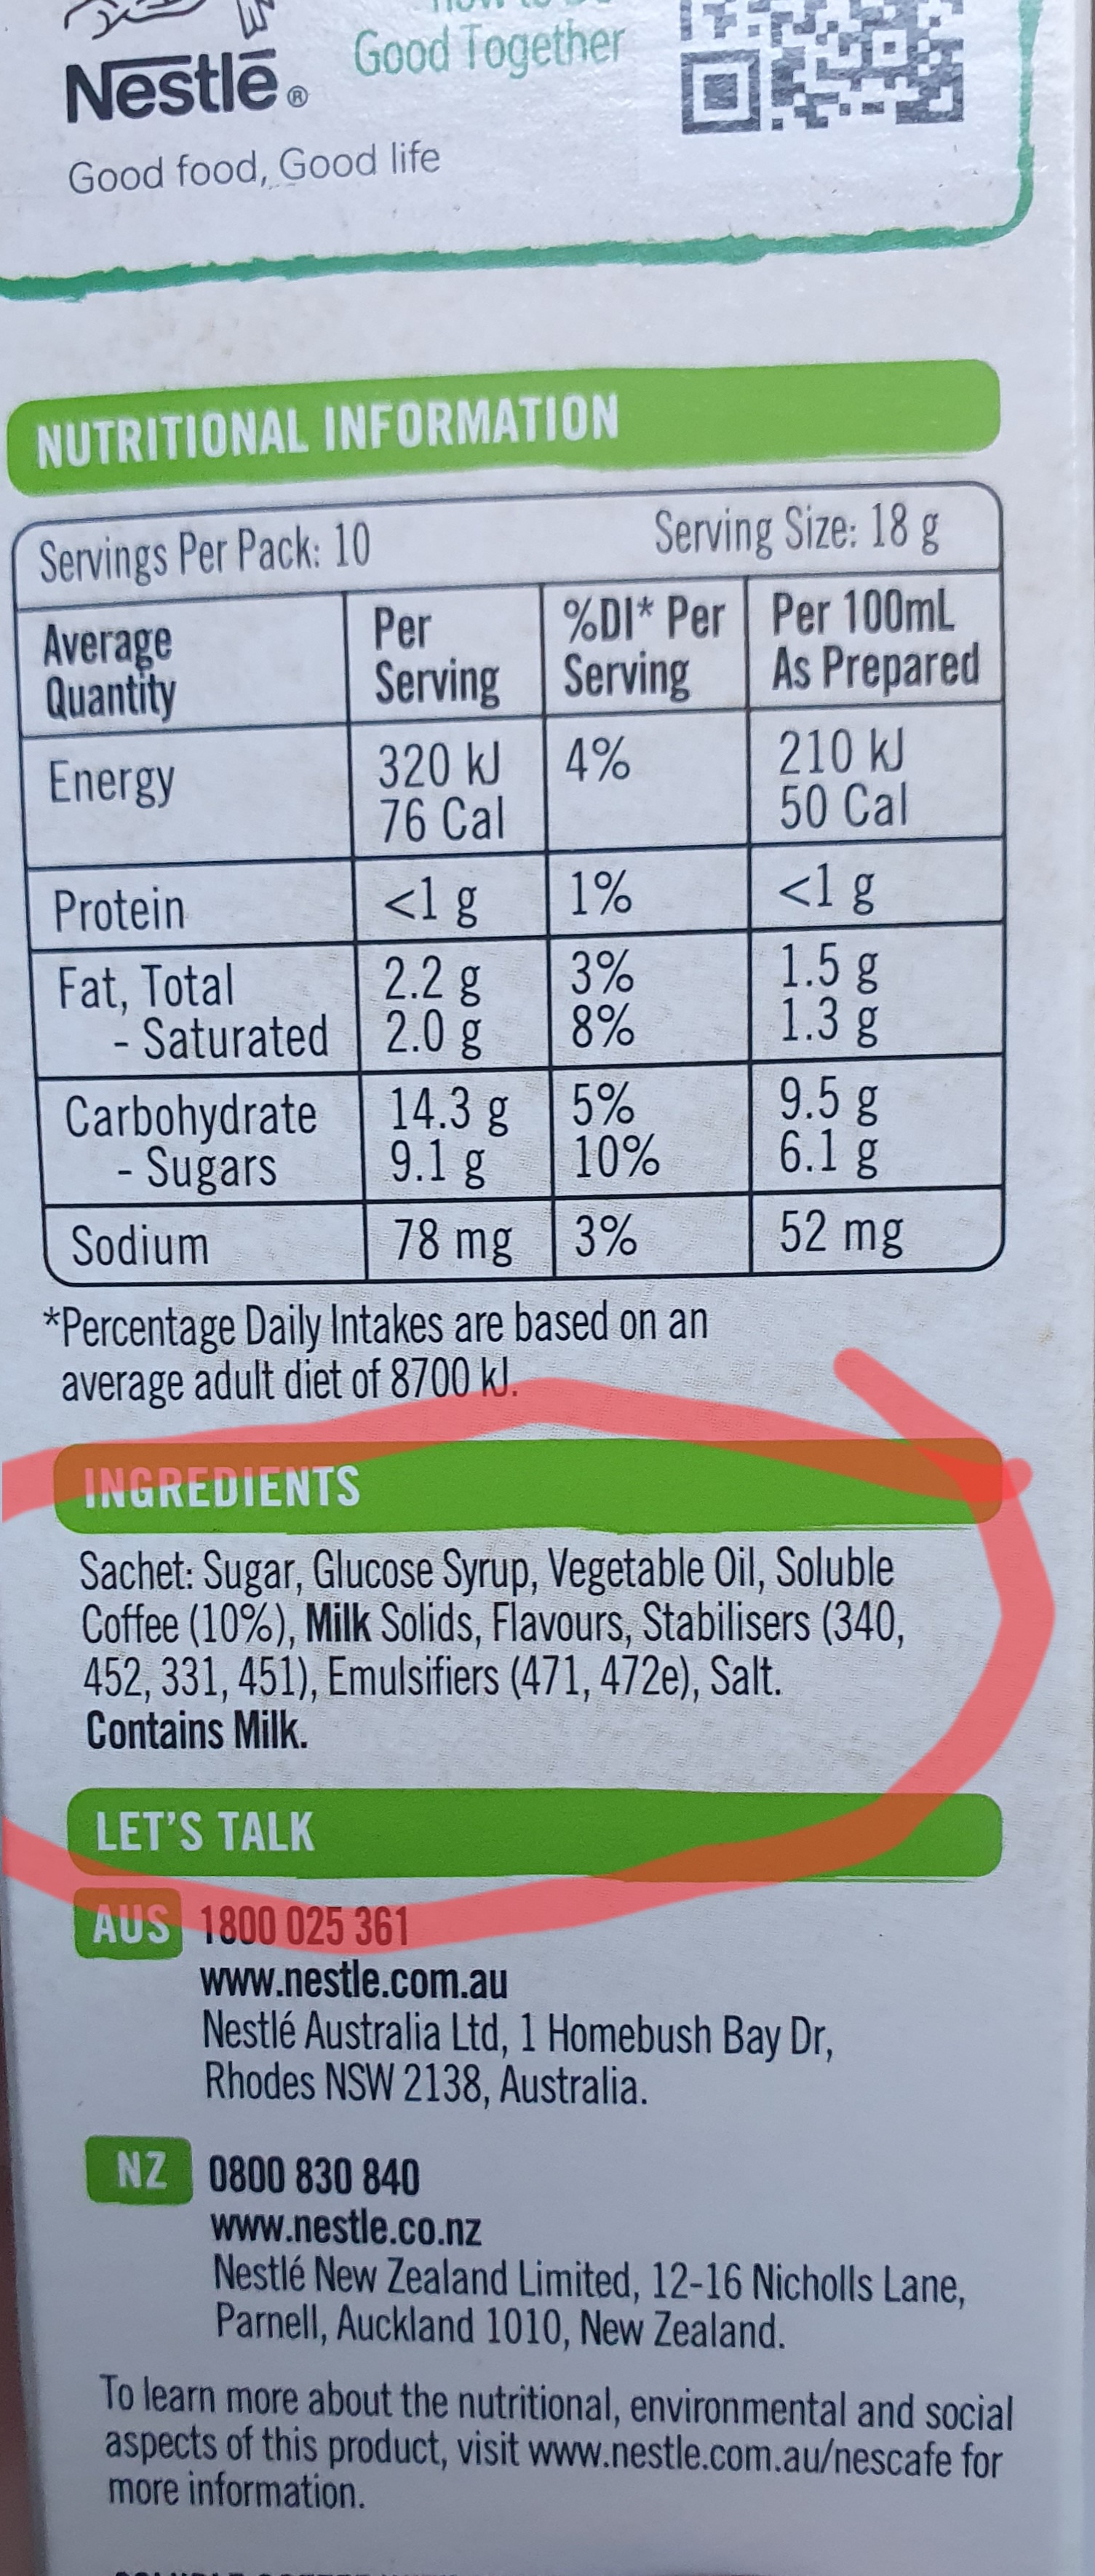 Good Together
Nestlé®
Good food, Good life
NUTRITIONAL INFORMATION
Servings Per Pack: 10 Serving Size: 18 g
Average Quantity Per Serving %DI* Per Serving Per 100mL As Prepared
Energy 320 kJ 4% 210 kJ
76 Cal 50 Cal
Protein <1 g 1% <1 g
Fat, Total 2.2 g 3% 1.5 g
- Saturated 2.0 g 8% 1.3 g
Carbohydrate 14.3 g 5% 9.5 g
- Sugars 9.1 g 10% 6.1 g
Sodium 78 mg 3% 52 mg
*Percentage Daily Intakes are based on an
average adult diet of 8700 kJ.
INGREDIENTS
Sachet: Sugar, Glucose Syrup, Vegetable Oil, Soluble
Coffee (10%), Milk Solids, Flavours, Stabilisers (340,
452, 331, 451), Emulsifiers (471, 472e), Salt.
Contains Milk.
LET'S TALK
AUS 1800 025 361
www.nestle.com.au
Nestlé Australia Ltd, 1 Homebush Bay Dr,
Rhodes NSW 2138, Australia.
NZ 0800 830 840
www.nestle.co.nz
Nestlé New Zealand Limited, 12-16 Nicholls Lane,
Parnell, Auckland 1010, New Zealand.
To learn more about the nutritional, environmental and social
aspects of this product, visit www.nestle.com.au/nescafe for
more information.